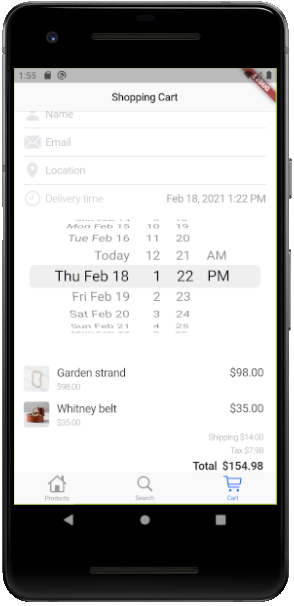 1:55
Shopping Cart
Name
Email
Location
Delivery time Feb 18, 2021 1:22 PM
Mon Feb 15 10 19
Tue Feb 16 11 20
Today 12 21 AM
Thu Feb 18 1 22 PM
Fri Feb 19 2 23
Sat Feb 20 3 24
Sun Feb 21 4 25
Garden strand $98.00
$98.00
Whitney belt $35.00
$35.00
Shipping $14.00
Tax $7.98
Total $154.98
Products Search Cart